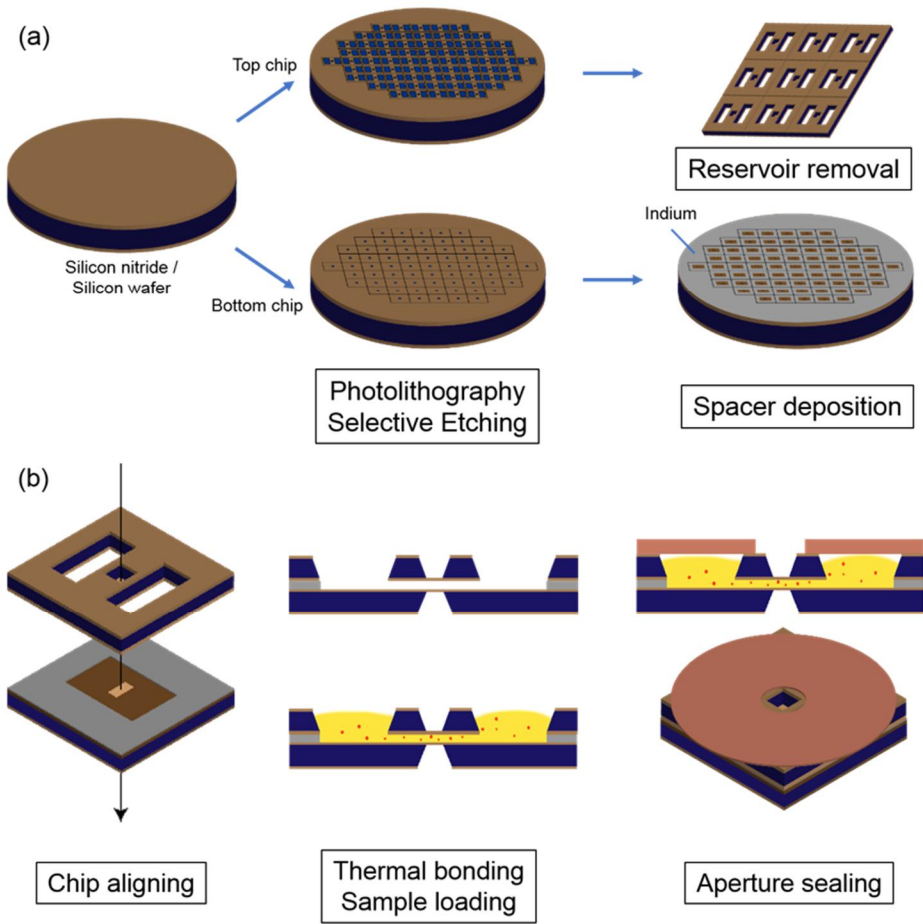 (a)
Top chip
Reservoir removal
Indium
Silicon nitride /
Silicon wafer
Bottom chip
Photolithography
Selective Etching
Spacer deposition
(b)
Chip aligning
Thermal bonding
Sample loading
Aperture sealing